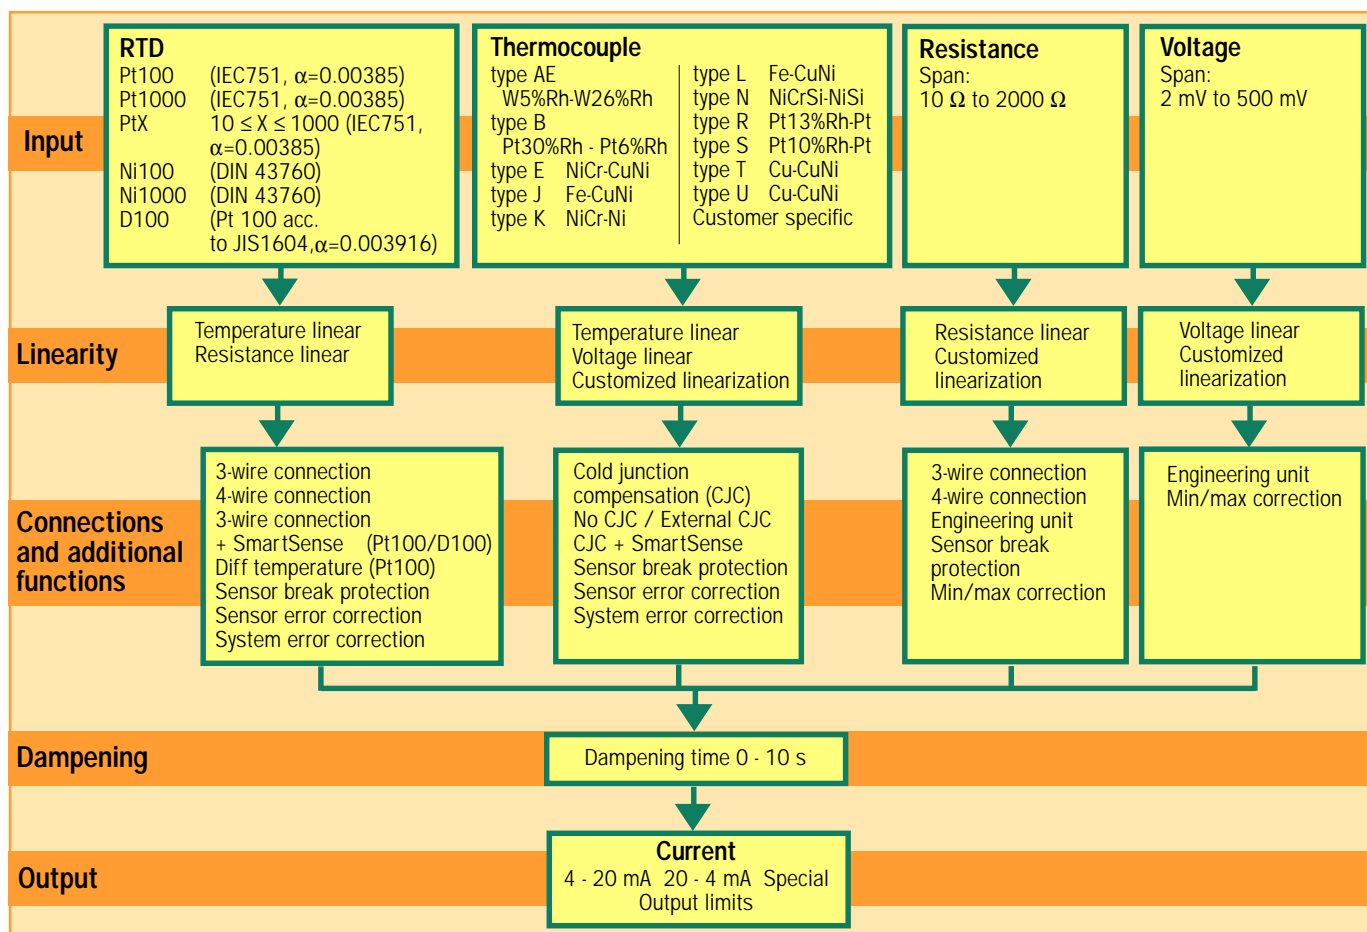 Input
RTD
Pt100 (IEC751, α=0.00385)
Pt1000 (IEC751, α=0.00385)
PtX 10 ≤ X ≤ 1000 (IEC751,
α=0.00385)
Ni100 (DIN 43760)
Ni1000 (DIN 43760)
D100 (Pt 100 acc.
to JIS1604,α=0.003916)
Thermocouple
type AE
W5%Rh-W26%Rh
type B
Pt30%Rh - Pt6%Rh
type E NiCr-CuNi
type J Fe-CuNi
type K NiCr-Ni
type L Fe-CuNi
type N NiCrSi-NiSi
type R Pt13%Rh-Pt
type S Pt10%Rh-Pt
type T Cu-CuNi
type U Cu-CuNi
Customer specific
Resistance
Span:
10 Ω to 2000 Ω
Voltage
Span:
2 mV to 500 mV
Linearity
Temperature linear
Resistance linear
Temperature linear
Voltage linear
Customized linearization
Resistance linear
Customized
linearization
Voltage linear
Customized
linearization
Connections
and additional
functions
3-wire connection
4-wire connection
3-wire connection
+ SmartSense (Pt100/D100)
Diff temperature (Pt100)
Sensor break protection
Sensor error correction
System error correction
Cold junction
compensation (CJC)
No CJC / External CJC
CJC + SmartSense
Sensor break protection
Sensor error correction
System error correction
3-wire connection
4-wire connection
Engineering unit
Sensor break
protection
Min/max correction
Engineering unit
Min/max correction
Dampening
Dampening time 0 - 10 s
Output
Current
4 - 20 mA 20 - 4 mA Special
Output limits